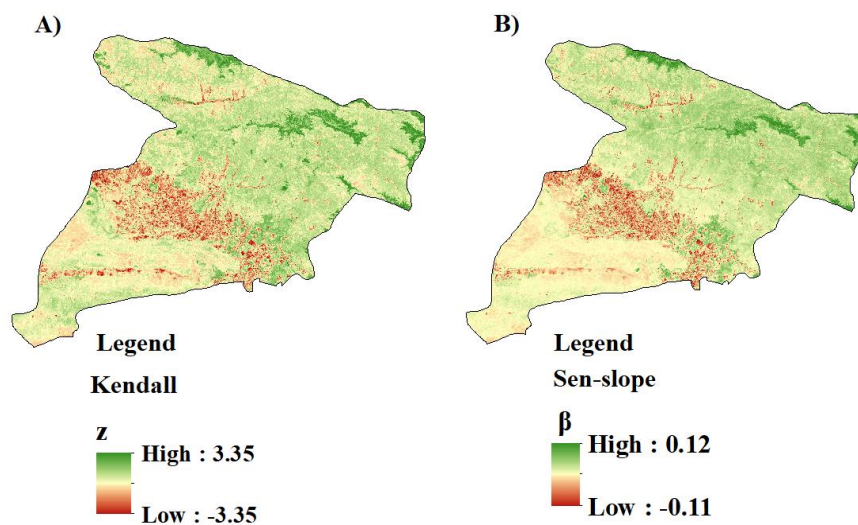 A)
B)
Legend
Kendall
z
High : 3.35
Low : -3.35
Legend
Sen-slope
β
High : 0.12
Low : -0.11